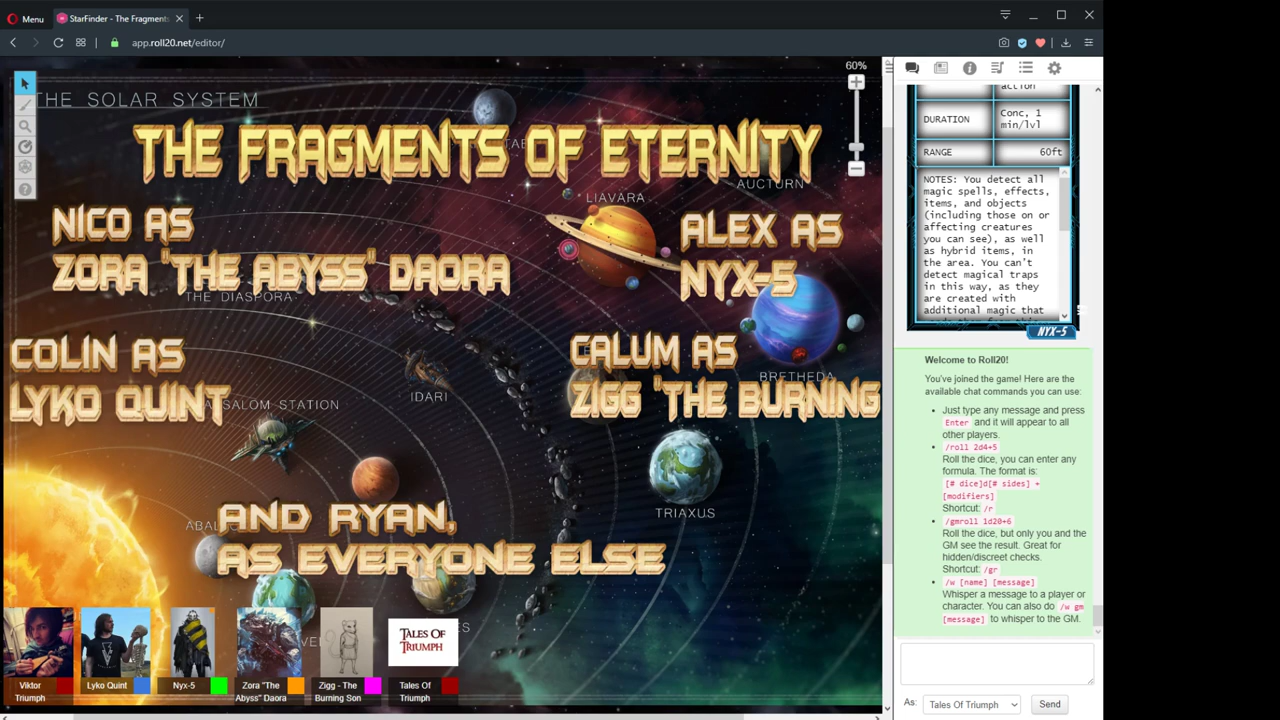 Menu
StarFinder - The Fragments
app.roll20.net/editor/
60%
THE SOLAR SYSTEM
THE FRAGMENTS OF ETERNITY
AUCTURN
LIAVARA
NICO AS
ZORA "THE ABYSS" DAORA
ALEX AS
NYX-5
THE DIASPORA
COLIN AS
LYKO QUINT
CALUM AS
ZIGG "THE BURNING
BRETHEDA
IDARI
ABSALOM STATION
TRIAXUS
AND RYAN,
AS EVERYONE ELSE
TALES OF
TRIUMPH
Viktor
Triumph
Lyko Quint
Nyx-5
Zora "The
Abyss" Daora
Zigg - The
Burning Son
Tales Of
Triumph
action
DURATION
Conc, 1
min/lvl
RANGE
60ft
NOTES: You detect all
magic spells, effects,
items, and objects
(including those on or
affecting creatures
you can see), as well
as hybrid items, in
the area. You can't
detect magical traps
in this way, as they
are created with
additional magic that
NYX-5
Welcome to Roll20!
You've joined the game! Here are the
available chat commands you can use:
• Just type any message and press
Enter and it will appear to all
other players.
• /roll 2d4+5
Roll the dice, you can enter any
formula. The format is:
[# dice]d[# sides] +
[modifiers]
Shortcut: /r
• /gmroll 1d20+6
Roll the dice, but only you and the
GM see the result. Great for
hidden/discreet checks.
Shortcut: /gr
• /w [name] [message]
Whisper a message to a player or
character. You can also do /w gm
[message] to whisper to the GM.
As:
Tales Of Triumph
Send